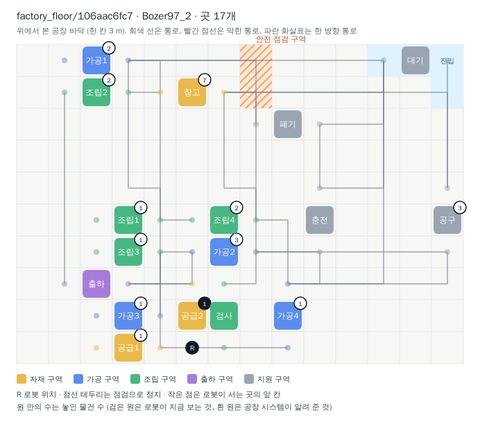 factory_floor/106aac6fc7 · Bozer97_2 · 곳 17개
위에서 본 공장 바닥 (한 칸 3 m). 회색 선은 통로, 빨간 점선은 막힌 통로, 파란 화살표는 한 방향 통로
안전 점검 구역
가공1 2
대기
진입
조립2 2
창고 7
폐기
조립1 1
조립4 2
충전
공구 3
조립3 1
가공2 3
출하
가공3 1
공급2 1
검사
가공4 1
공급1 1
R
자재 구역
가공 구역
조립 구역
출하 구역
지원 구역
R 로봇 위치 · 점선 테두리는 점검으로 정지 · 작은 점은 로봇이 서는 곳의 앞 칸
원 안의 수는 놓인 물건 수 (검은 원은 로봇이 지금 보는 것, 흰 원은 공장 시스템이 알려 준 것)